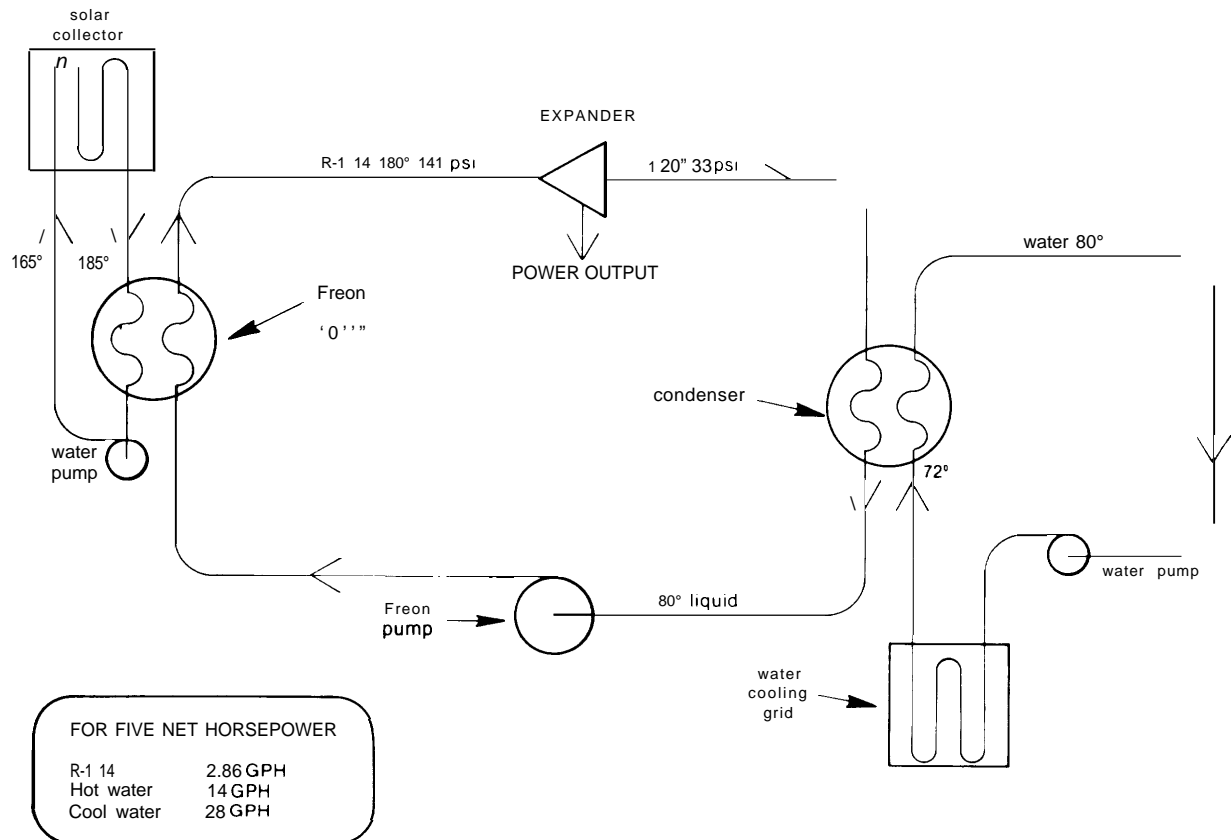 solar
collector
n
EXPANDER
R-1 14 180° 141 psi
1 20" 33psi
165°
185°
POWER OUTPUT
water 80°
Freon
‘0’’”
condenser
water
pump
72°
water pump
80° liquid
Freon
pump
water
cooling
grid
FOR FIVE NET HORSEPOWER
R-1 14 2.86 GPH
Hot water 14 GPH
Cool water 28 GPH